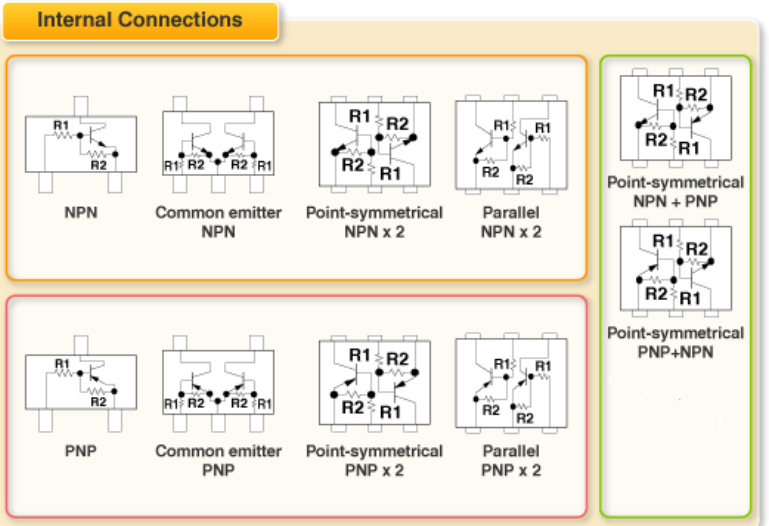 Internal Connections
R1
R2
NPN
R1 R2 R2 R1
Common emitter
NPN
R1
R2
R2
R1
Point-symmetrical
NPN x 2
R1 R1
R2
R2
Parallel
NPN x 2
R1 R2
R2
R1
Point-symmetrical
NPN + PNP
R1
R2
R2 R1
Point-symmetrical
PNP+NPN
R1
R2
PNP
R1 R2 R2 R1
Common emitter
PNP
R1
R2
R2
R1
Point-symmetrical
PNP x 2
R1 R1
R2
R2
Parallel
PNP x 2